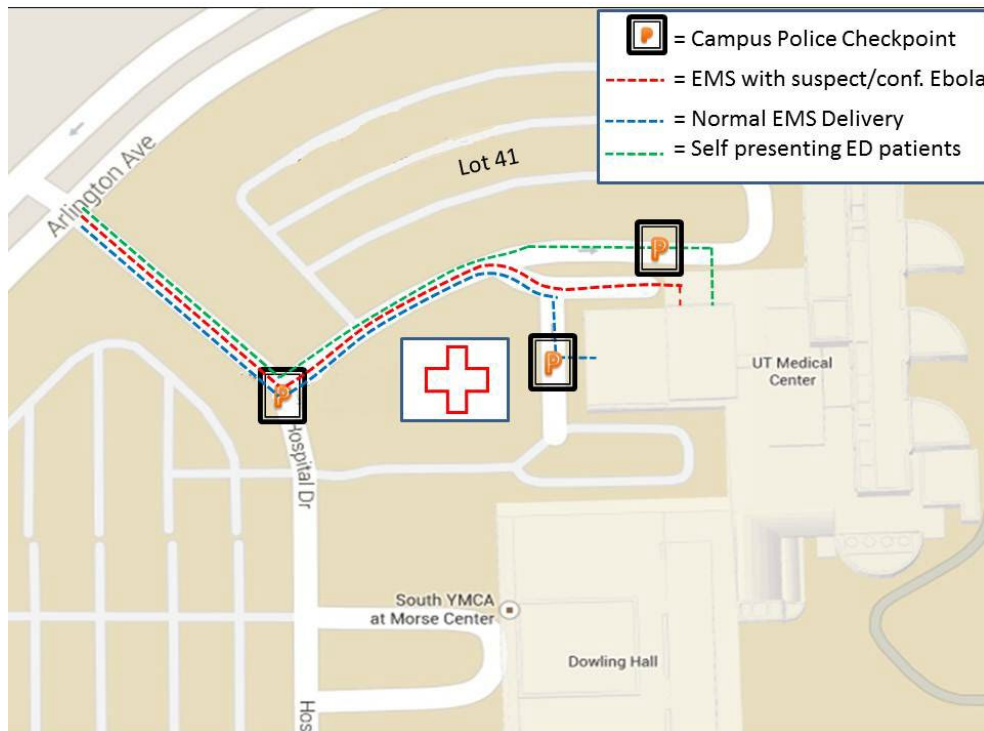 P = Campus Police Checkpoint
= EMS with suspect/conf. Ebola
= Normal EMS Delivery
= Self presenting ED patients
Arlington Ave
Lot 41
P
P
UT Medical
Center
P
Hospital Dr
South YMCA
at Morse Center
Dowling Hall
Hos